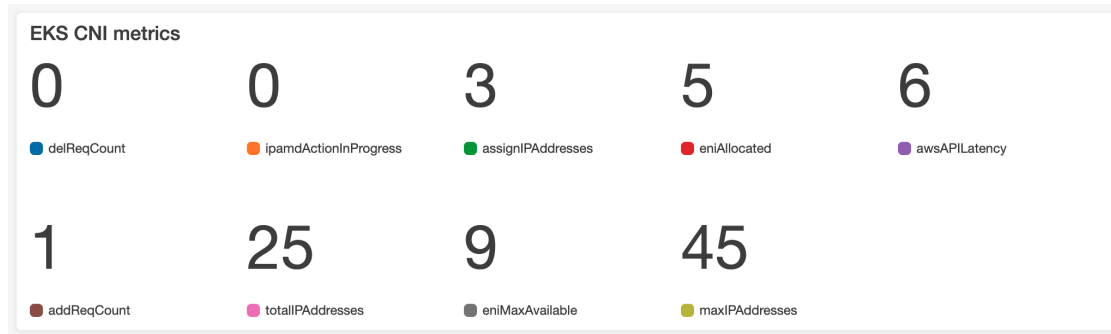 EKS CNI metrics
0 0 3 5 6
delReqCount ipamdActionInProgress assignIPAddresses eniAllocated awsAPILatency
1 25 9 45
addReqCount totalIPAddresses eniMaxAvailable maxIPAddresses